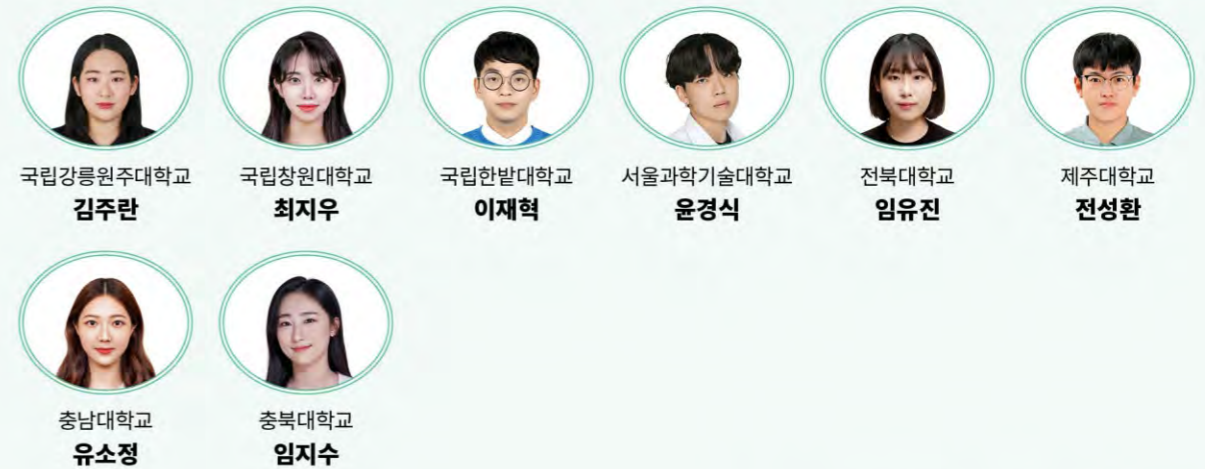 국립강릉원주대학교
김주란
국립창원대학교
최지우
국립한밭대학교
이재혁
서울과학기술대학교
윤경식
전북대학교
임유진
제주대학교
전성환
충남대학교
유소정
충북대학교
임지수